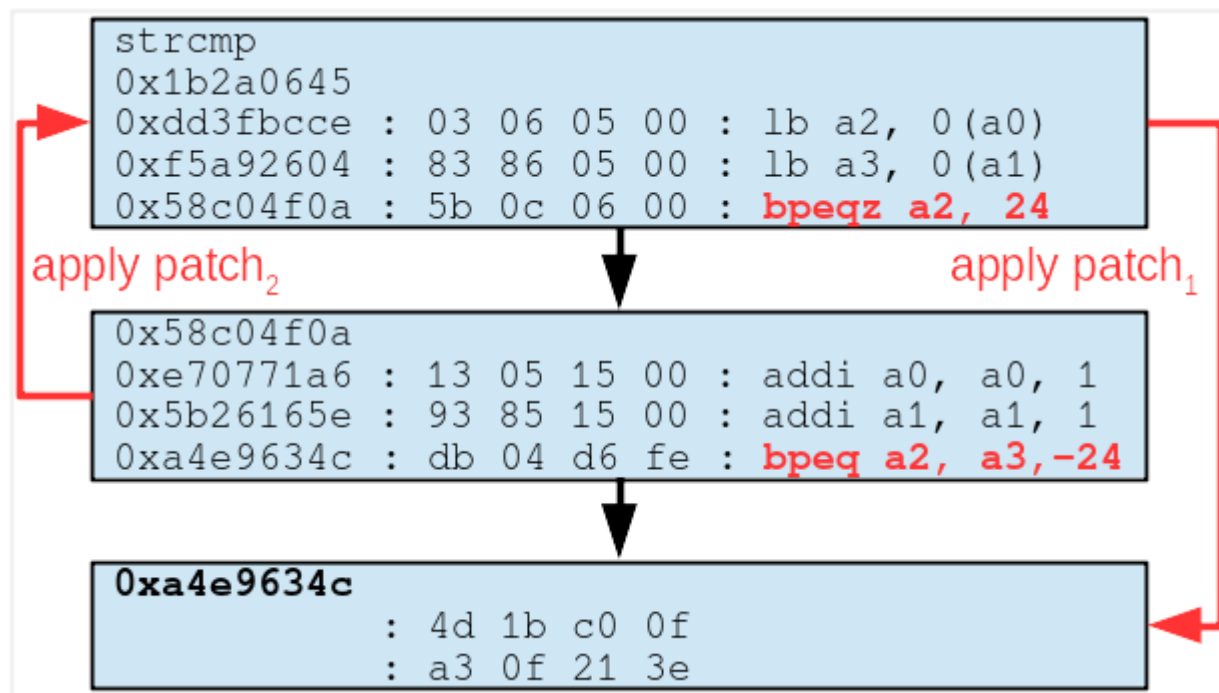 strcmp
0x1b2a0645
0xdd3fbcce : 03 06 05 00 : lb a2, 0(a0)
0xf5a92604 : 83 86 05 00 : lb a3, 0(a1)
0x58c04f0a : 5b 0c 06 00 : bpeqz a2, 24
apply patch₂
apply patch₁
0x58c04f0a
0xe70771a6 : 13 05 15 00 : addi a0, a0, 1
0x5b26165e : 93 85 15 00 : addi a1, a1, 1
0xa4e9634c : db 04 d6 fe : bpeq a2, a3,-24
0xa4e9634c
: 4d 1b c0 0f
: a3 0f 21 3e